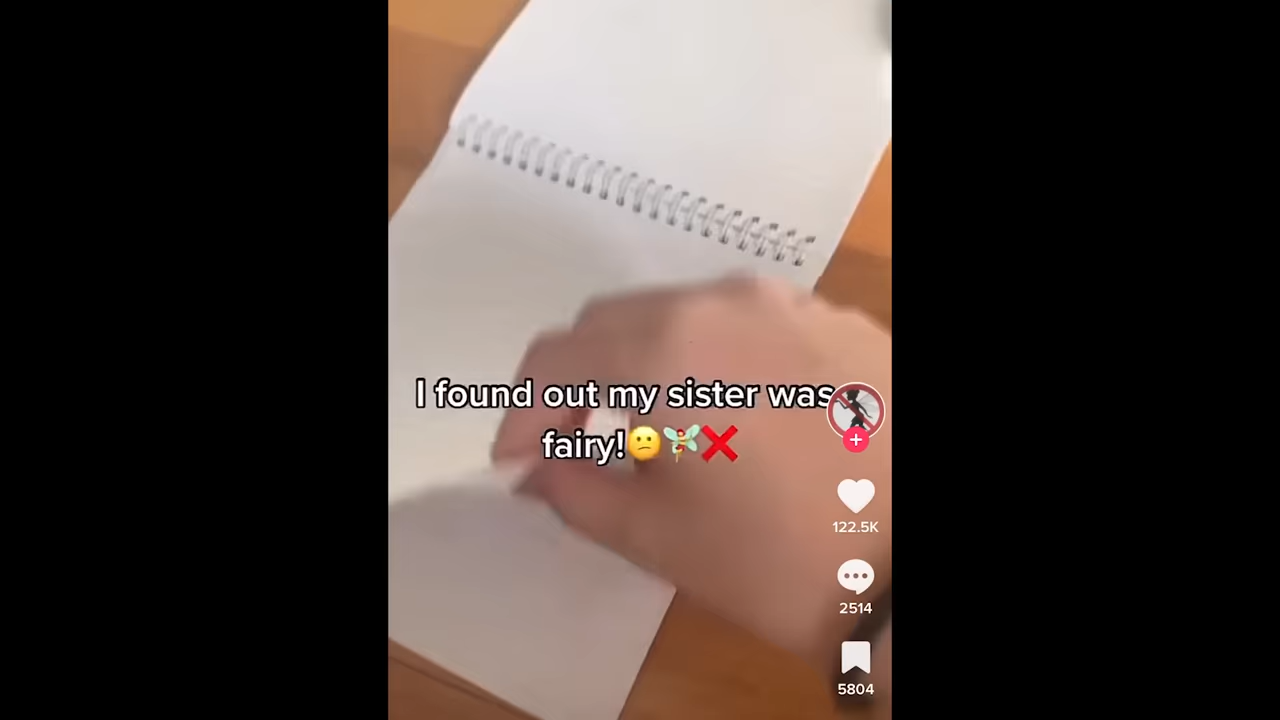 I found out my sister was
fairy!🫤🧚❌
122.5K
2514
5804